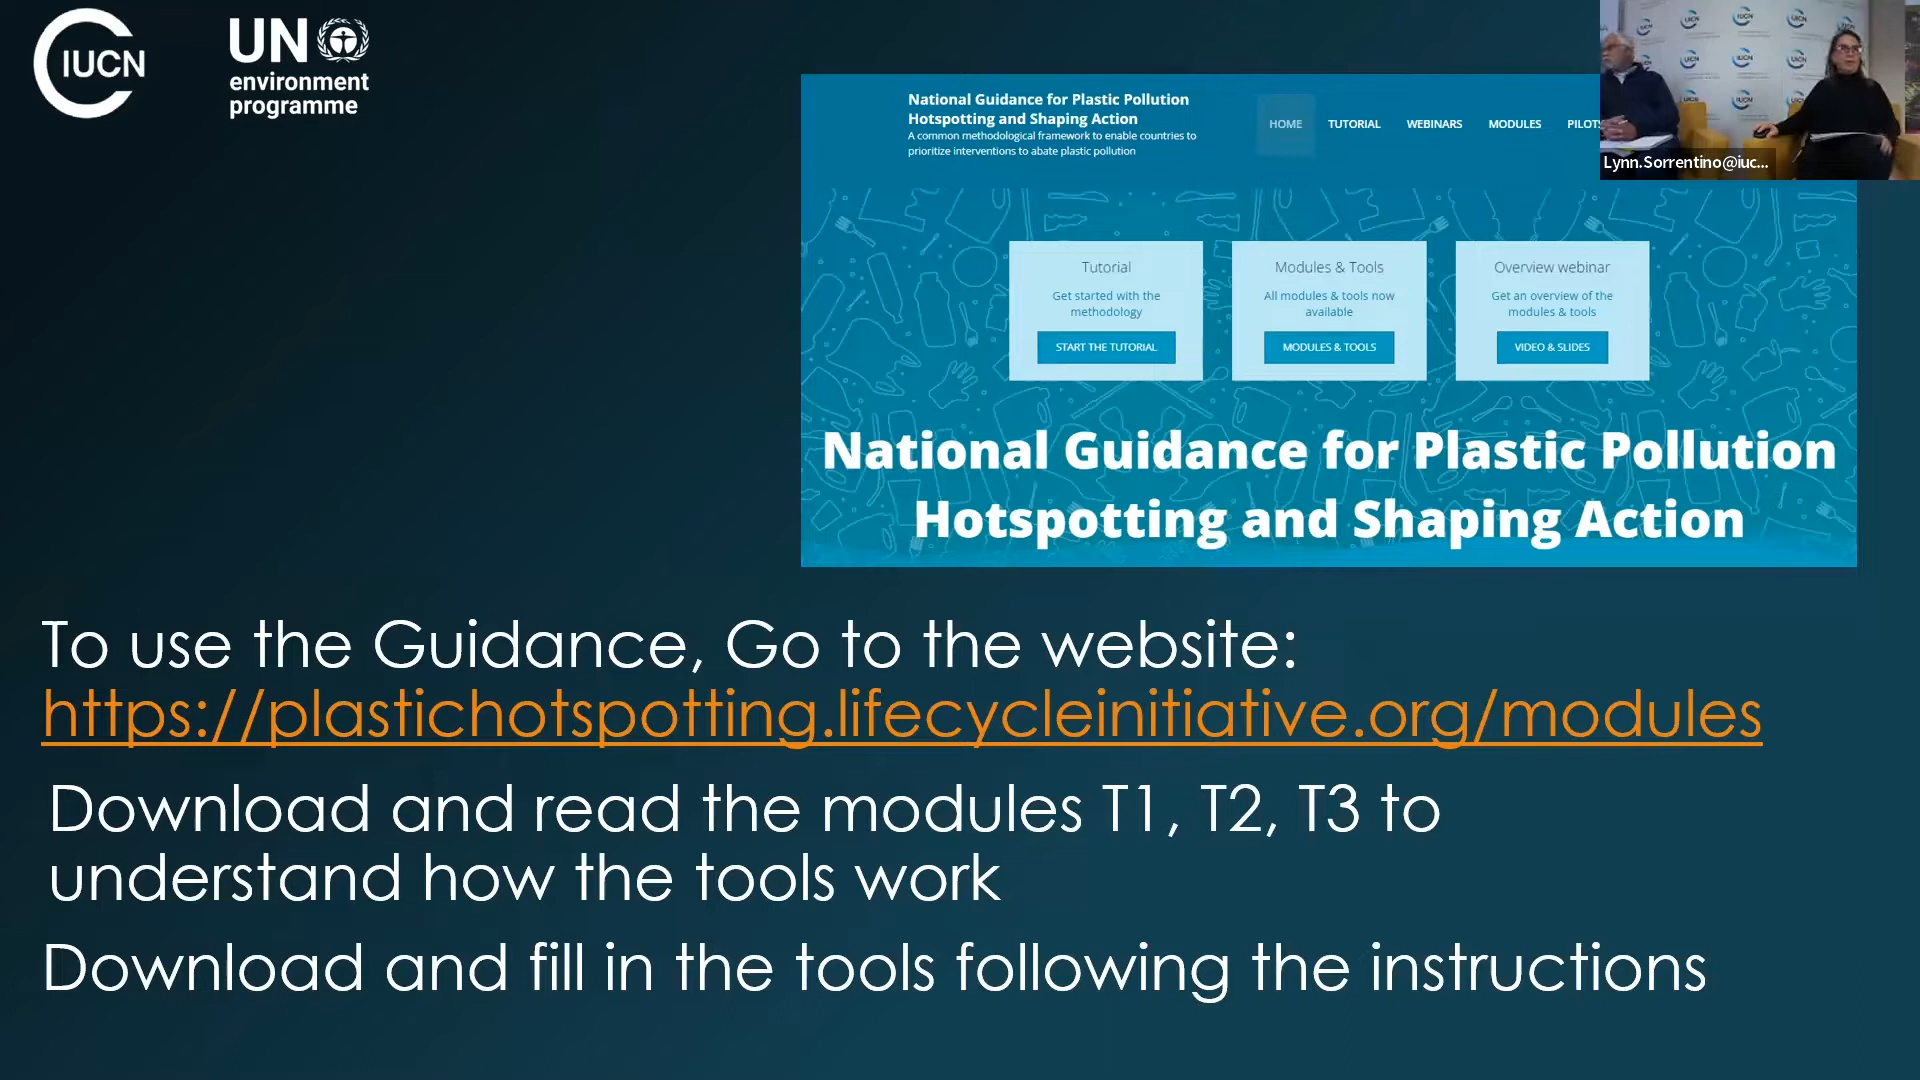 IUCN
UN
environment
programme
National Guidance for Plastic Pollution
Hotspotting and Shaping Action
A common methodological framework to enable countries to
prioritize interventions to abate plastic pollution
HOME TUTORIAL WEBINARS MODULES PILOTS
Lynn.Sorrentino@iuc...
Tutorial
Get started with the
methodology
START THE TUTORIAL
Modules & Tools
All modules & tools now
available
MODULES & TOOLS
Overview webinar
Get an overview of the
modules & tools
VIDEO & SLIDES
National Guidance for Plastic Pollution
Hotspotting and Shaping Action
To use the Guidance, Go to the website:
https://plastichotspotting.lifecycleinitiative.org/modules
Download and read the modules T1, T2, T3 to
understand how the tools work
Download and fill in the tools following the instructions